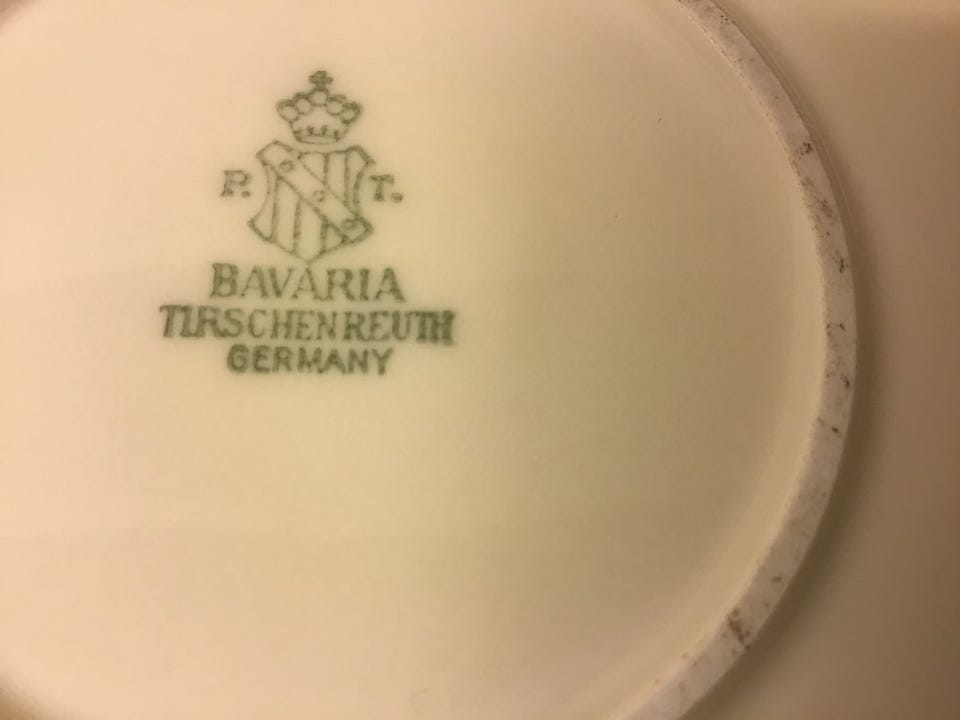 P. T.
BAVARIA
TIRSCHENREUTH
GERMANY